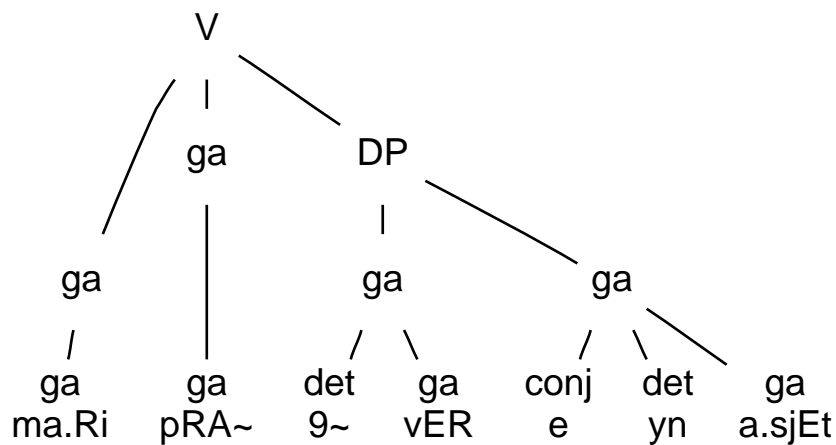 V
ga DP
ga ga ga
ga ga det ga conj det ga
ma.Ri pRA~ 9~ vER e yn a.sjEt